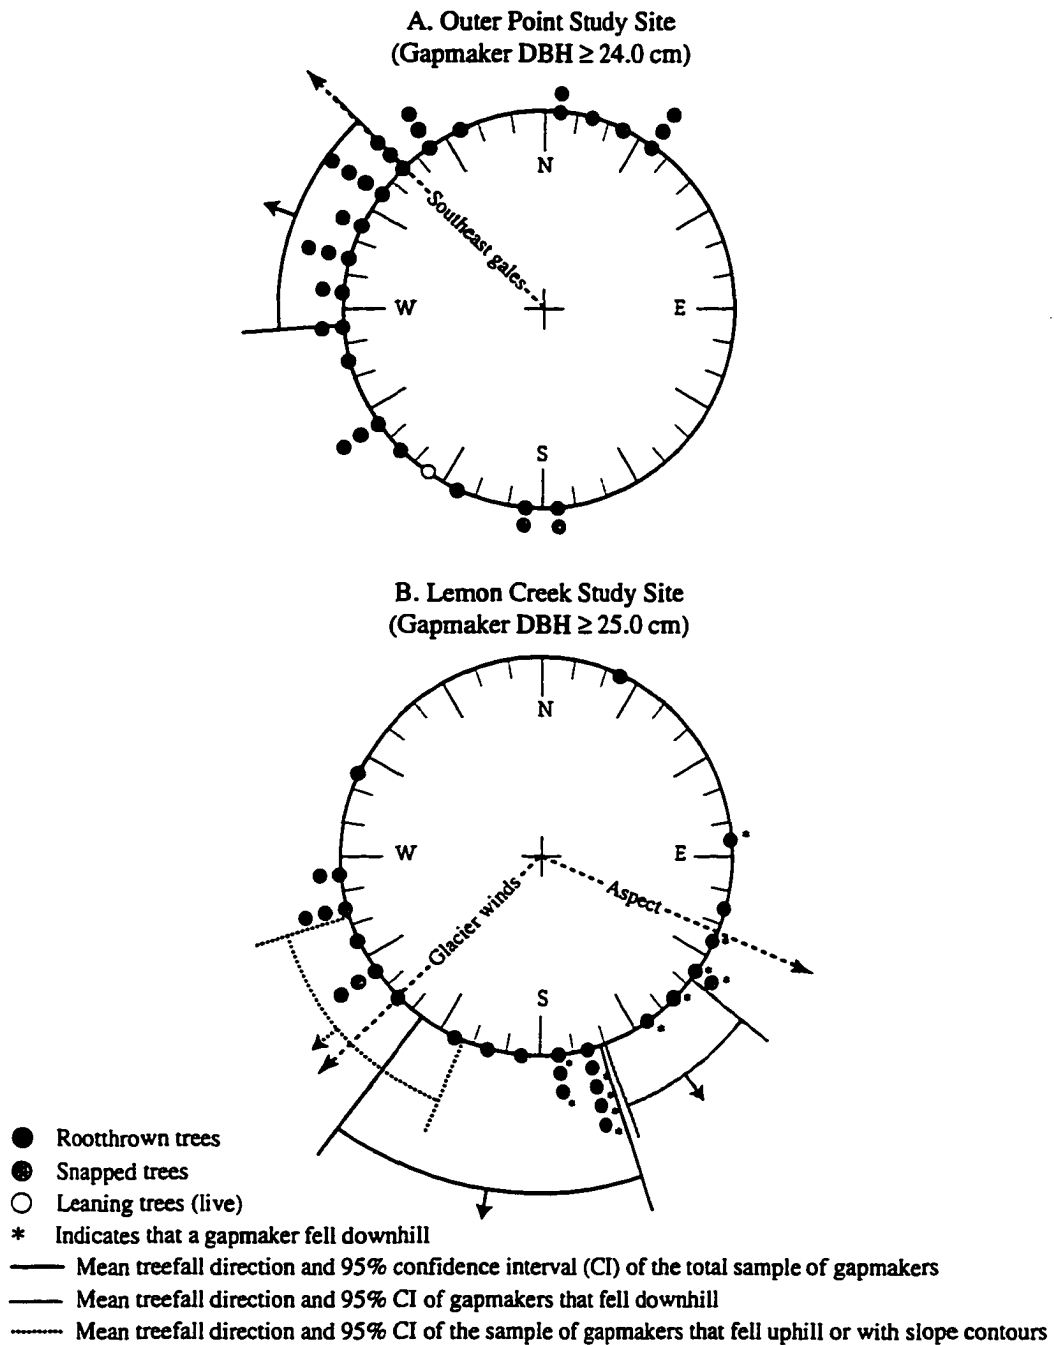 A. Outer Point Study Site
(Gapmaker DBH ≥ 24.0 cm)
N
Southeast gales
W
E
S
B. Lemon Creek Study Site
(Gapmaker DBH ≥ 25.0 cm)
N
W
E
Aspect
Glacier winds
S
Rootthrown trees
Snapped trees
Leaning trees (live)
* Indicates that a gapmaker fell downhill
Mean treefall direction and 95% confidence interval (CI) of the total sample of gapmakers
Mean treefall direction and 95% CI of gapmakers that fell downhill
Mean treefall direction and 95% CI of the sample of gapmakers that fell uphill or with slope contours